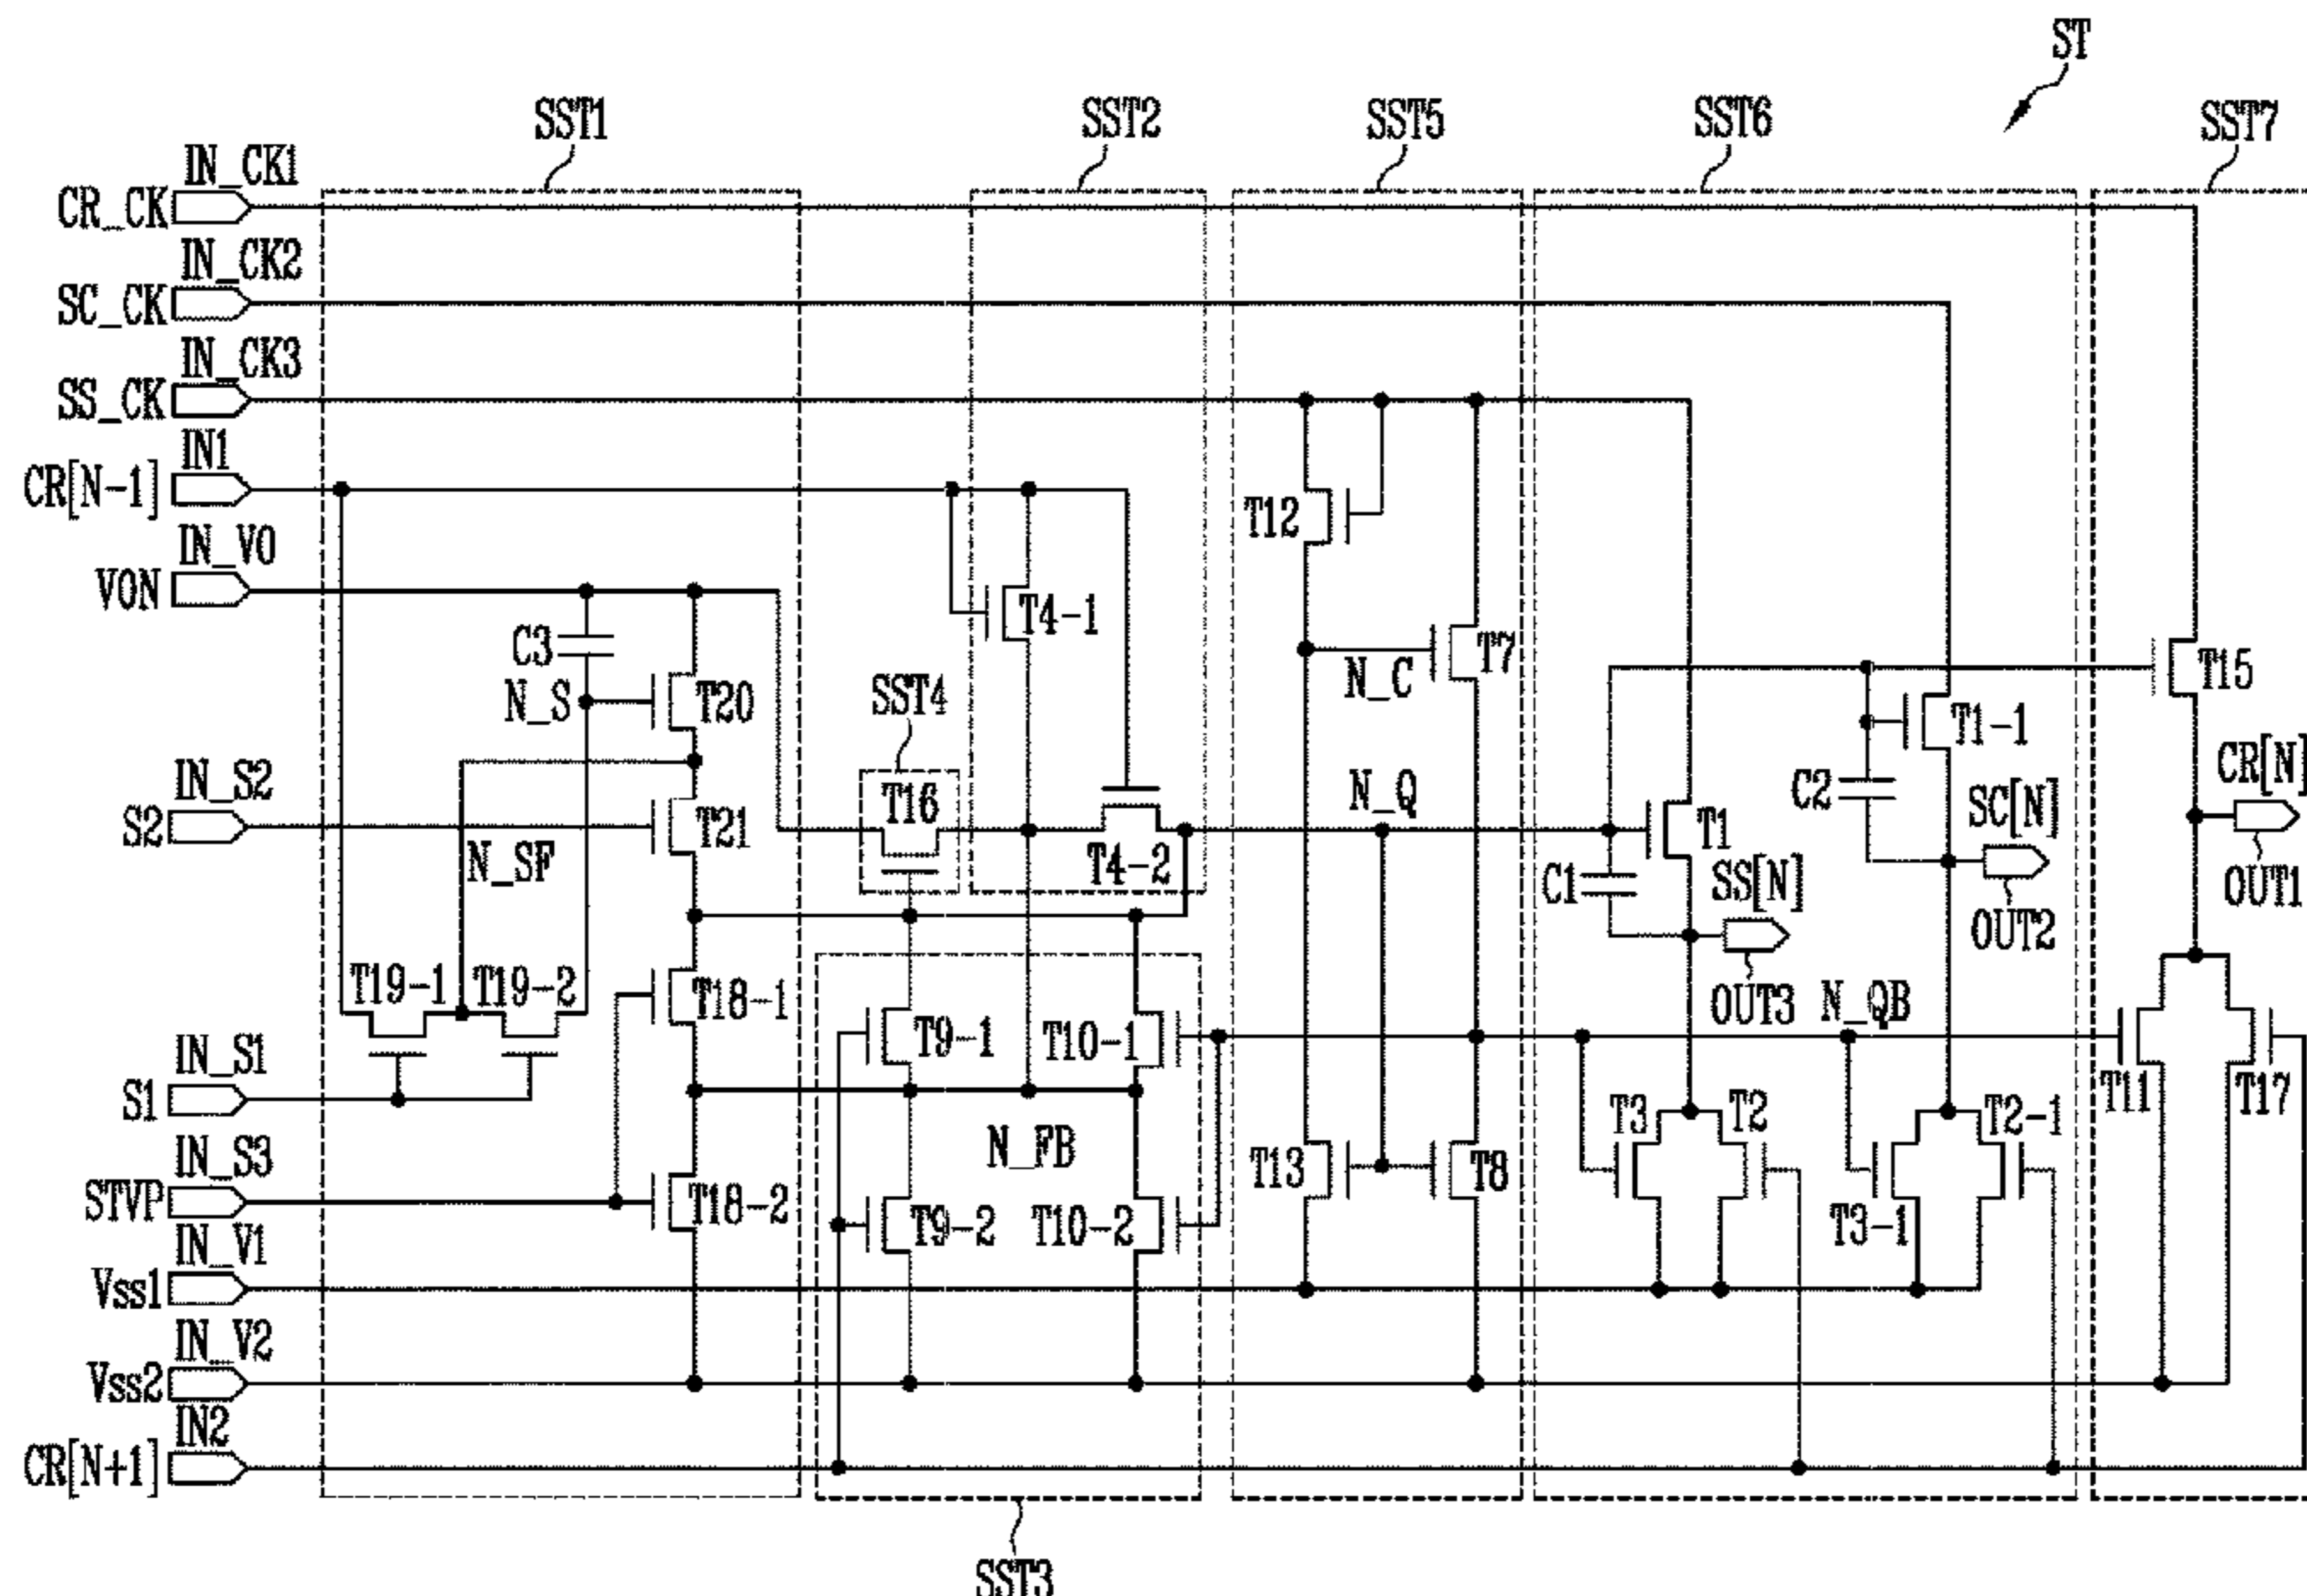 ST
SST1
SST2
SST5
SST6
SST7
IN_CK1
CR_CK
IN_CK2
SC_CK
IN_CK3
SS_CK
IN1
CR[N-1]
IN_V0
VON
T12
T4-1
C3
N_S
T20
SST4
N_C
T7
T15
T1-1
IN_S2
S2
N_SF
T21
T16
N_Q
T4-2
T1
C1
C2
SS[N]
SC[N]
CR[N]
OUT1
OUT2
OUT3
T19-1
T19-2
T18-1
T9-1
T10-1
N_QB
IN_S1
S1
N_FB
T11
T17
T3
T2
T2-1
IN_S3
STVP
T18-2
T9-2
T10-2
T13
T8
T3-1
IN_V1
Vss1
IN_V2
Vss2
IN2
CR[N+1]
SST3